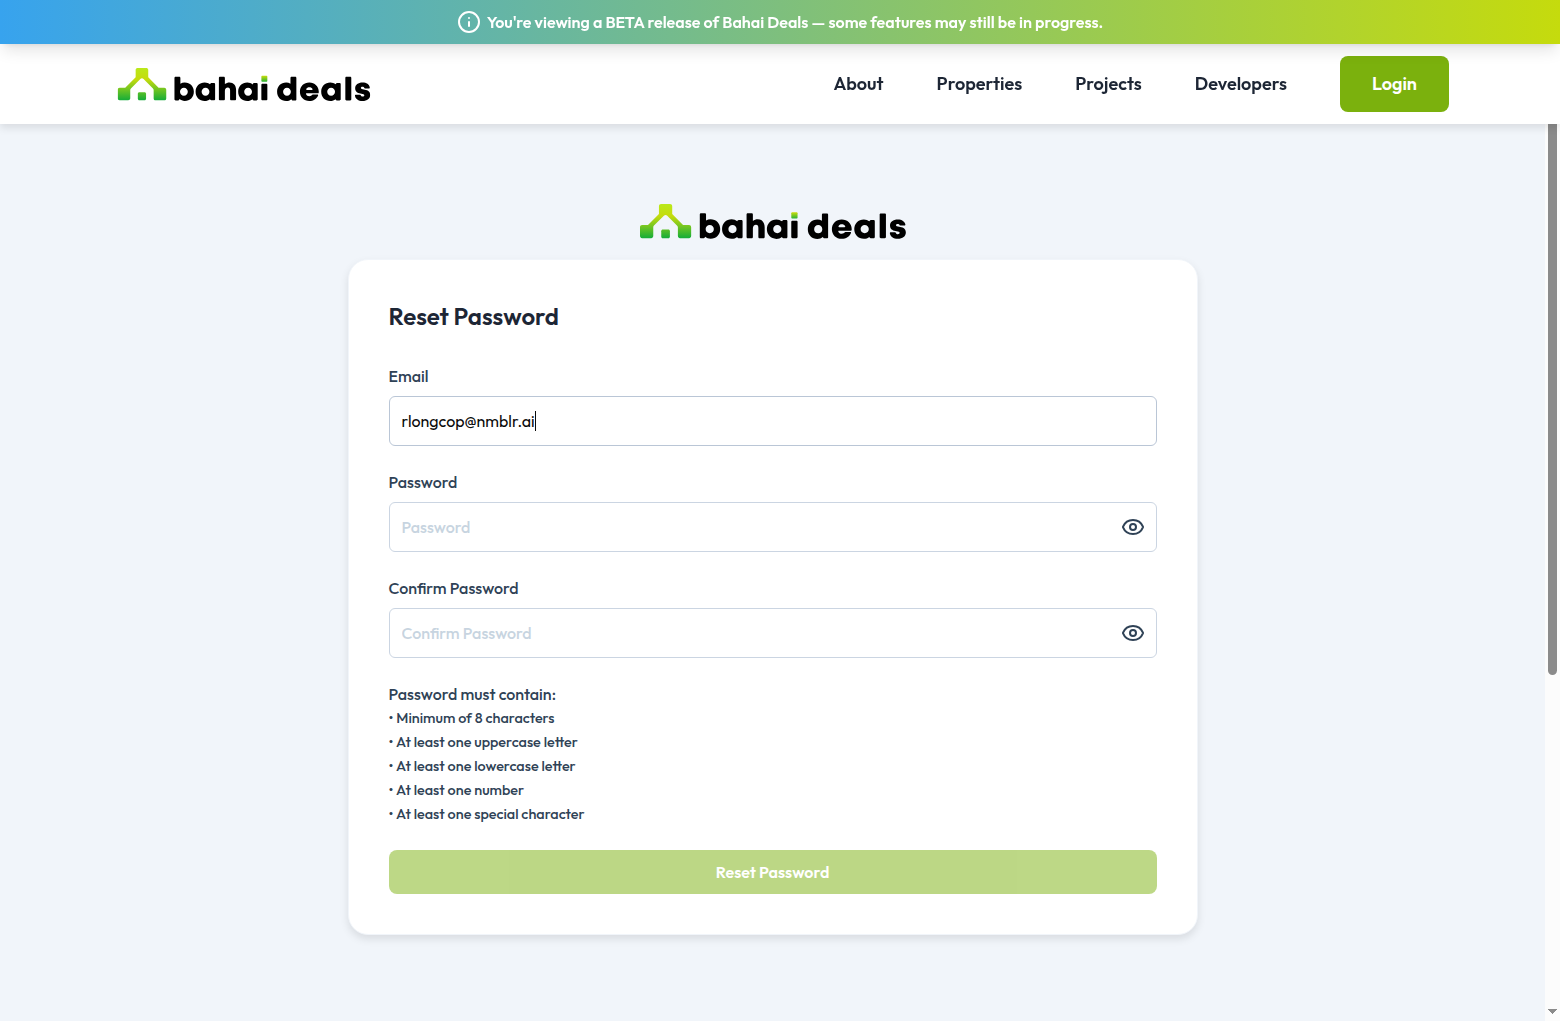 You're viewing a BETA release of Bahai Deals — some features may still be in progress.
bahai deals
About
Properties
Projects
Developers
Login
bahai deals
Reset Password
Email
rlongcop@nmblr.ai
Password
Password
Confirm Password
Confirm Password
Password must contain:
• Minimum of 8 characters
• At least one uppercase letter
• At least one lowercase letter
• At least one number
• At least one special character
Reset Password